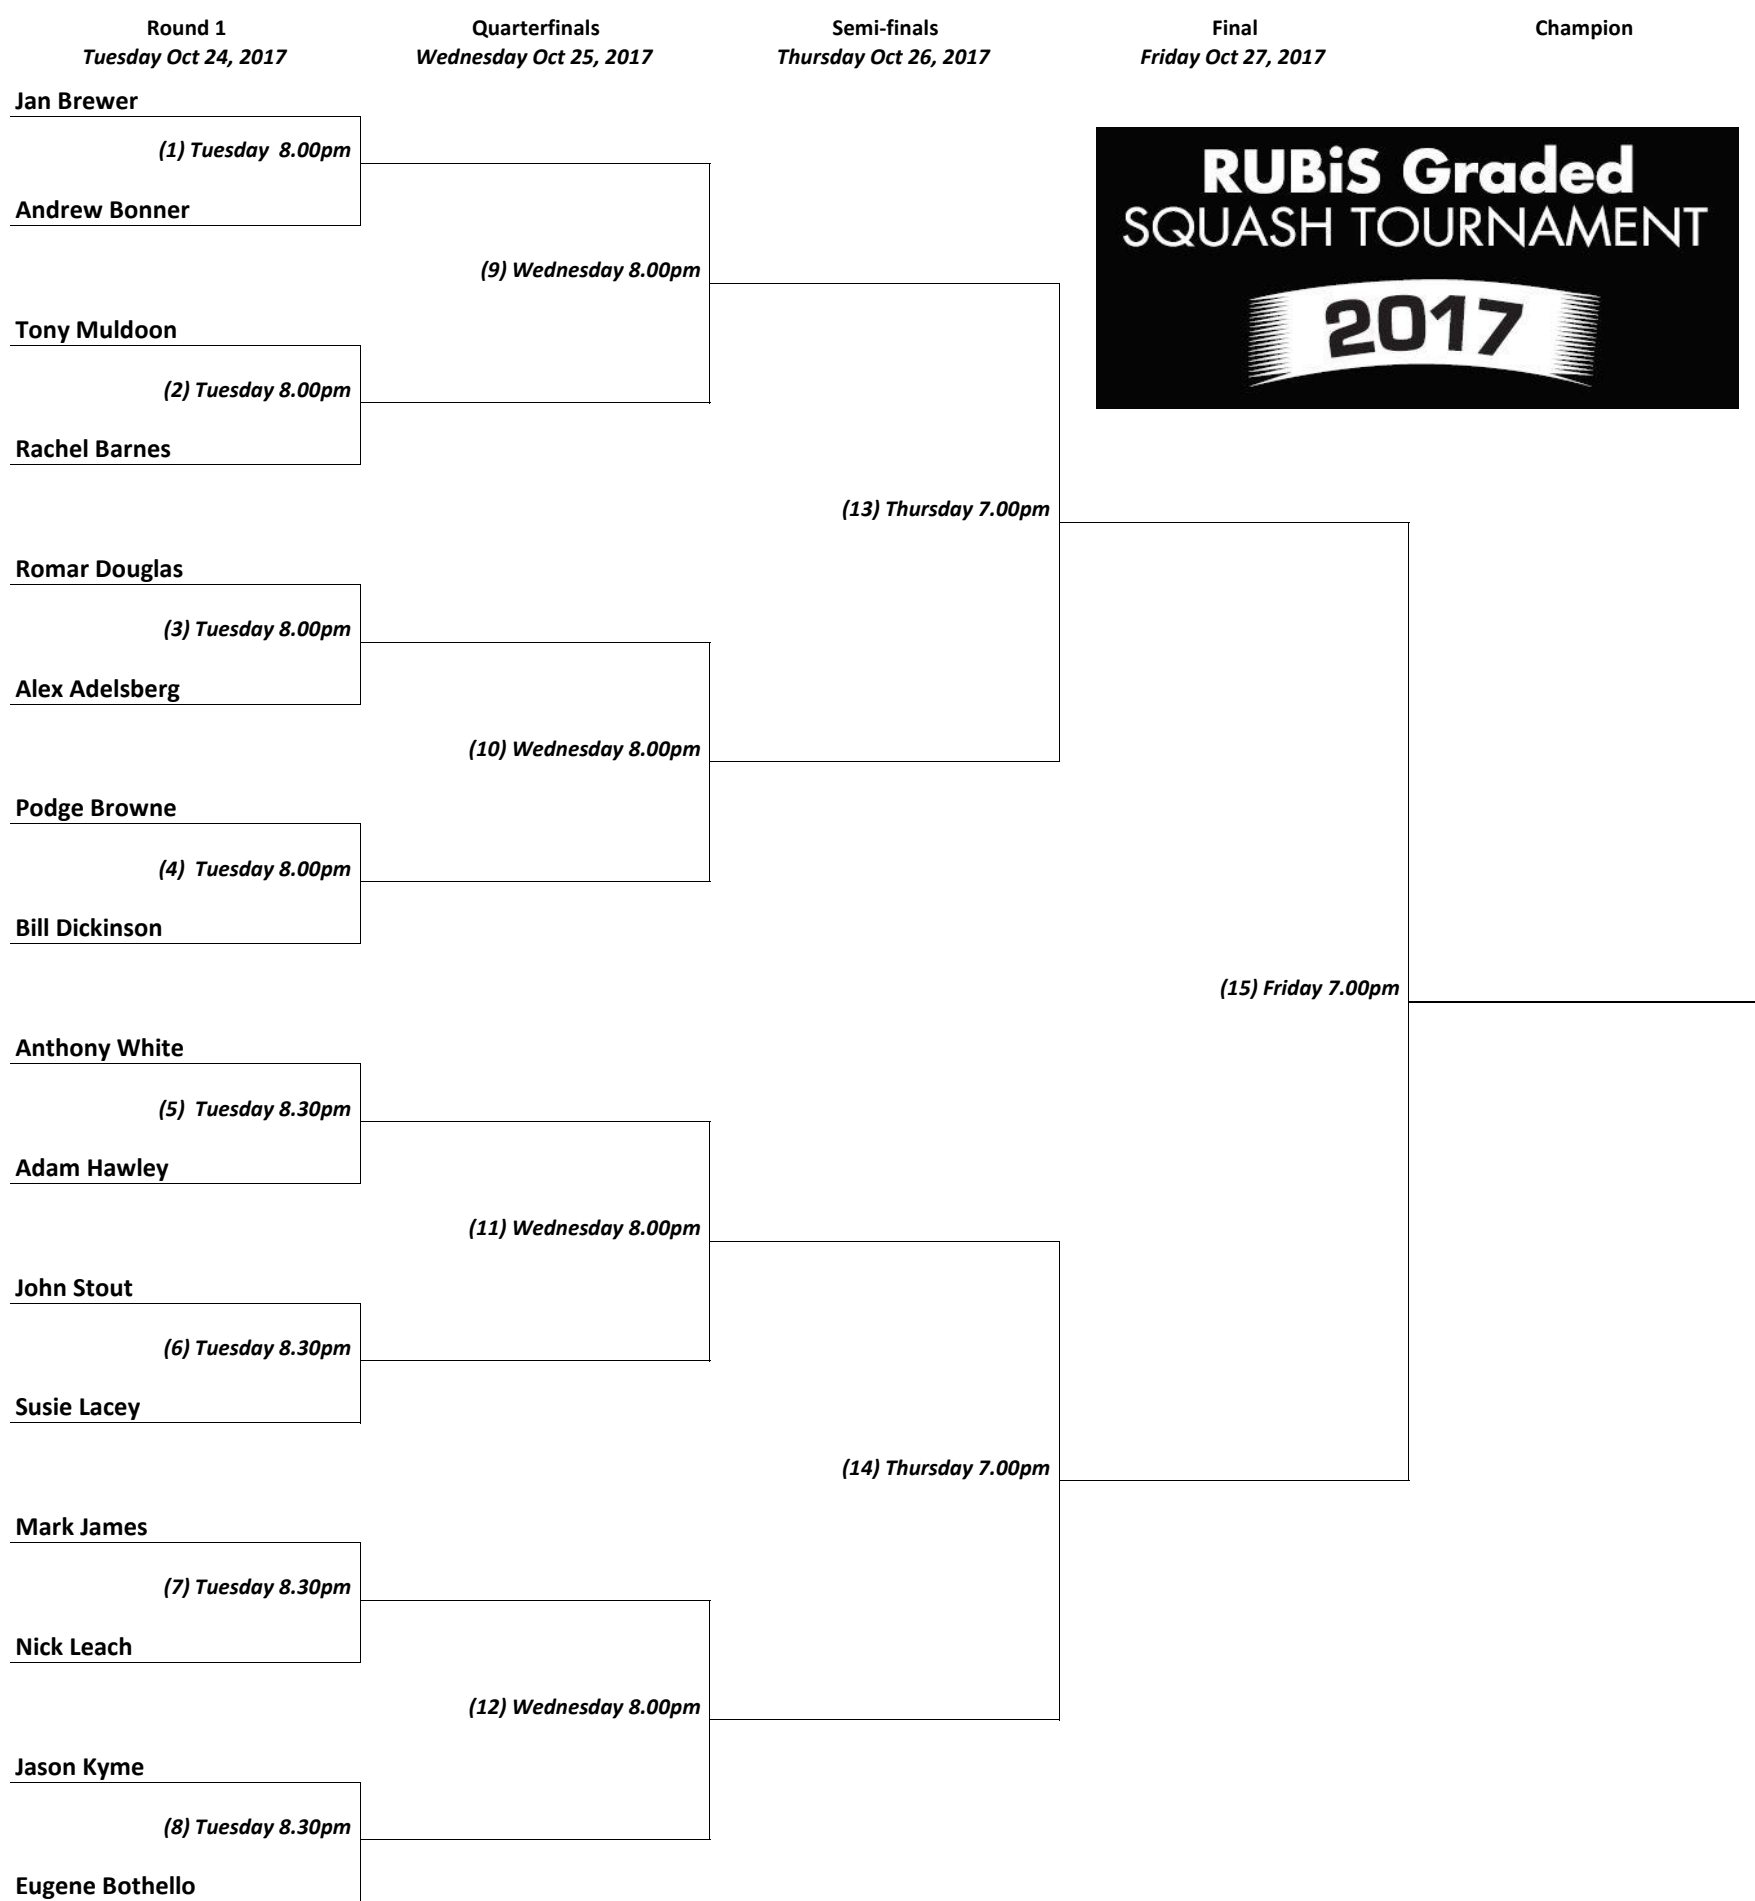 Round 1
Tuesday Oct 24, 2017
Quarterfinals
Wednesday Oct 25, 2017
Semi-finals
Thursday Oct 26, 2017
Final
Friday Oct 27, 2017
Champion
RUBiS Graded
SQUASH TOURNAMENT
2017
Jan Brewer
(1) Tuesday  8.00pm
Andrew Bonner
(9) Wednesday 8.00pm
Tony Muldoon
(2) Tuesday 8.00pm
Rachel Barnes
(13) Thursday 7.00pm
Romar Douglas
(3) Tuesday 8.00pm
Alex Adelsberg
(10) Wednesday 8.00pm
Podge Browne
(4)  Tuesday 8.00pm
Bill Dickinson
(15) Friday 7.00pm
Anthony White
(5)  Tuesday 8.30pm
Adam Hawley
(11) Wednesday 8.00pm
John Stout
(6) Tuesday 8.30pm
Susie Lacey
(14) Thursday 7.00pm
Mark James
(7) Tuesday 8.30pm
Nick Leach
(12) Wednesday 8.00pm
Jason Kyme
(8) Tuesday 8.30pm
Eugene Bothello